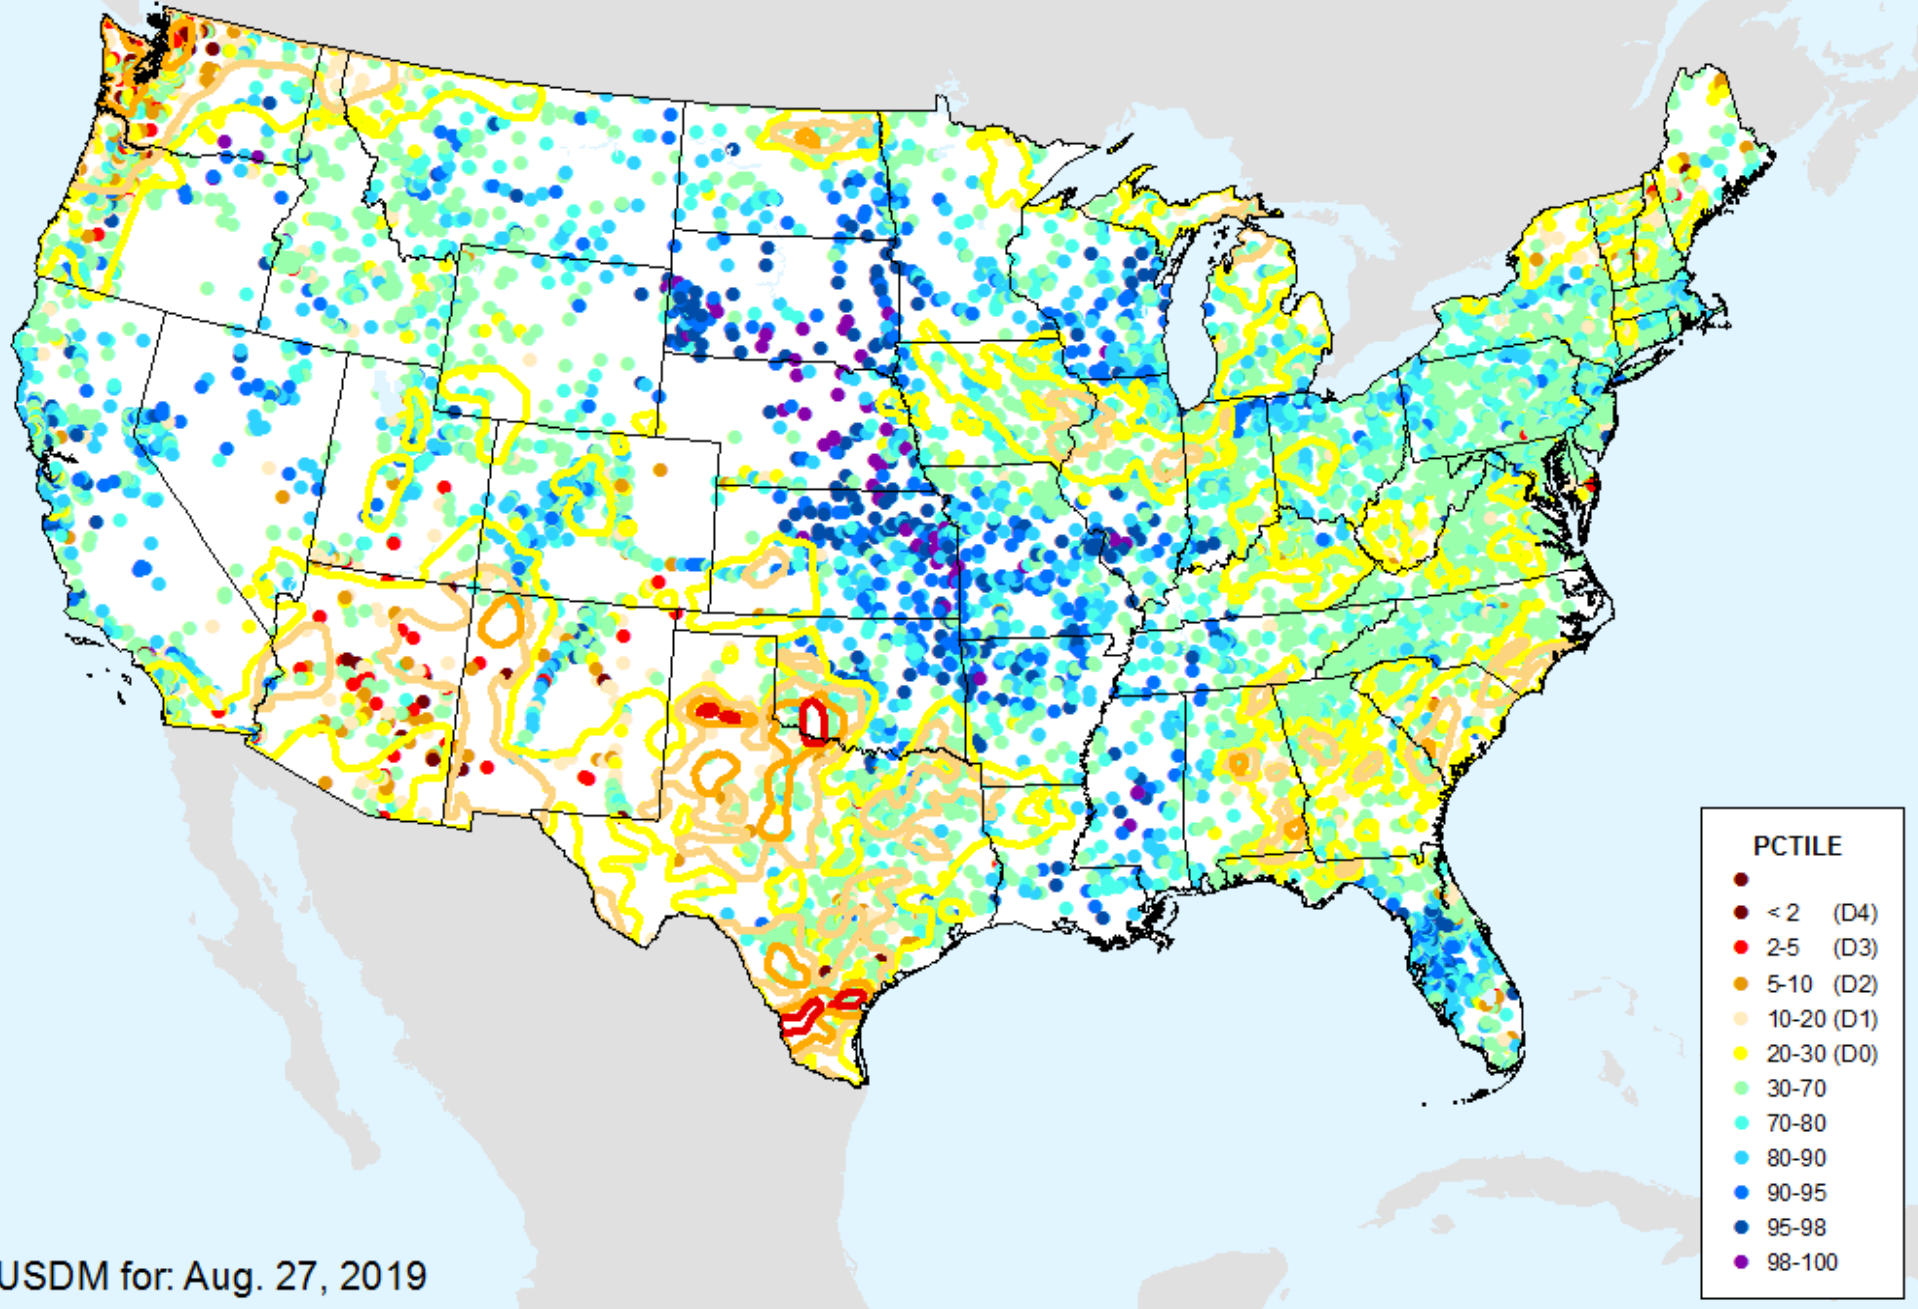 PCTILE
< 2 (D4)
2-5 (D3)
5-10 (D2)
10-20 (D1)
20-30 (D0)
30-70
70-80
80-90
90-95
95-98
98-100
USDM for: Aug. 27, 2019